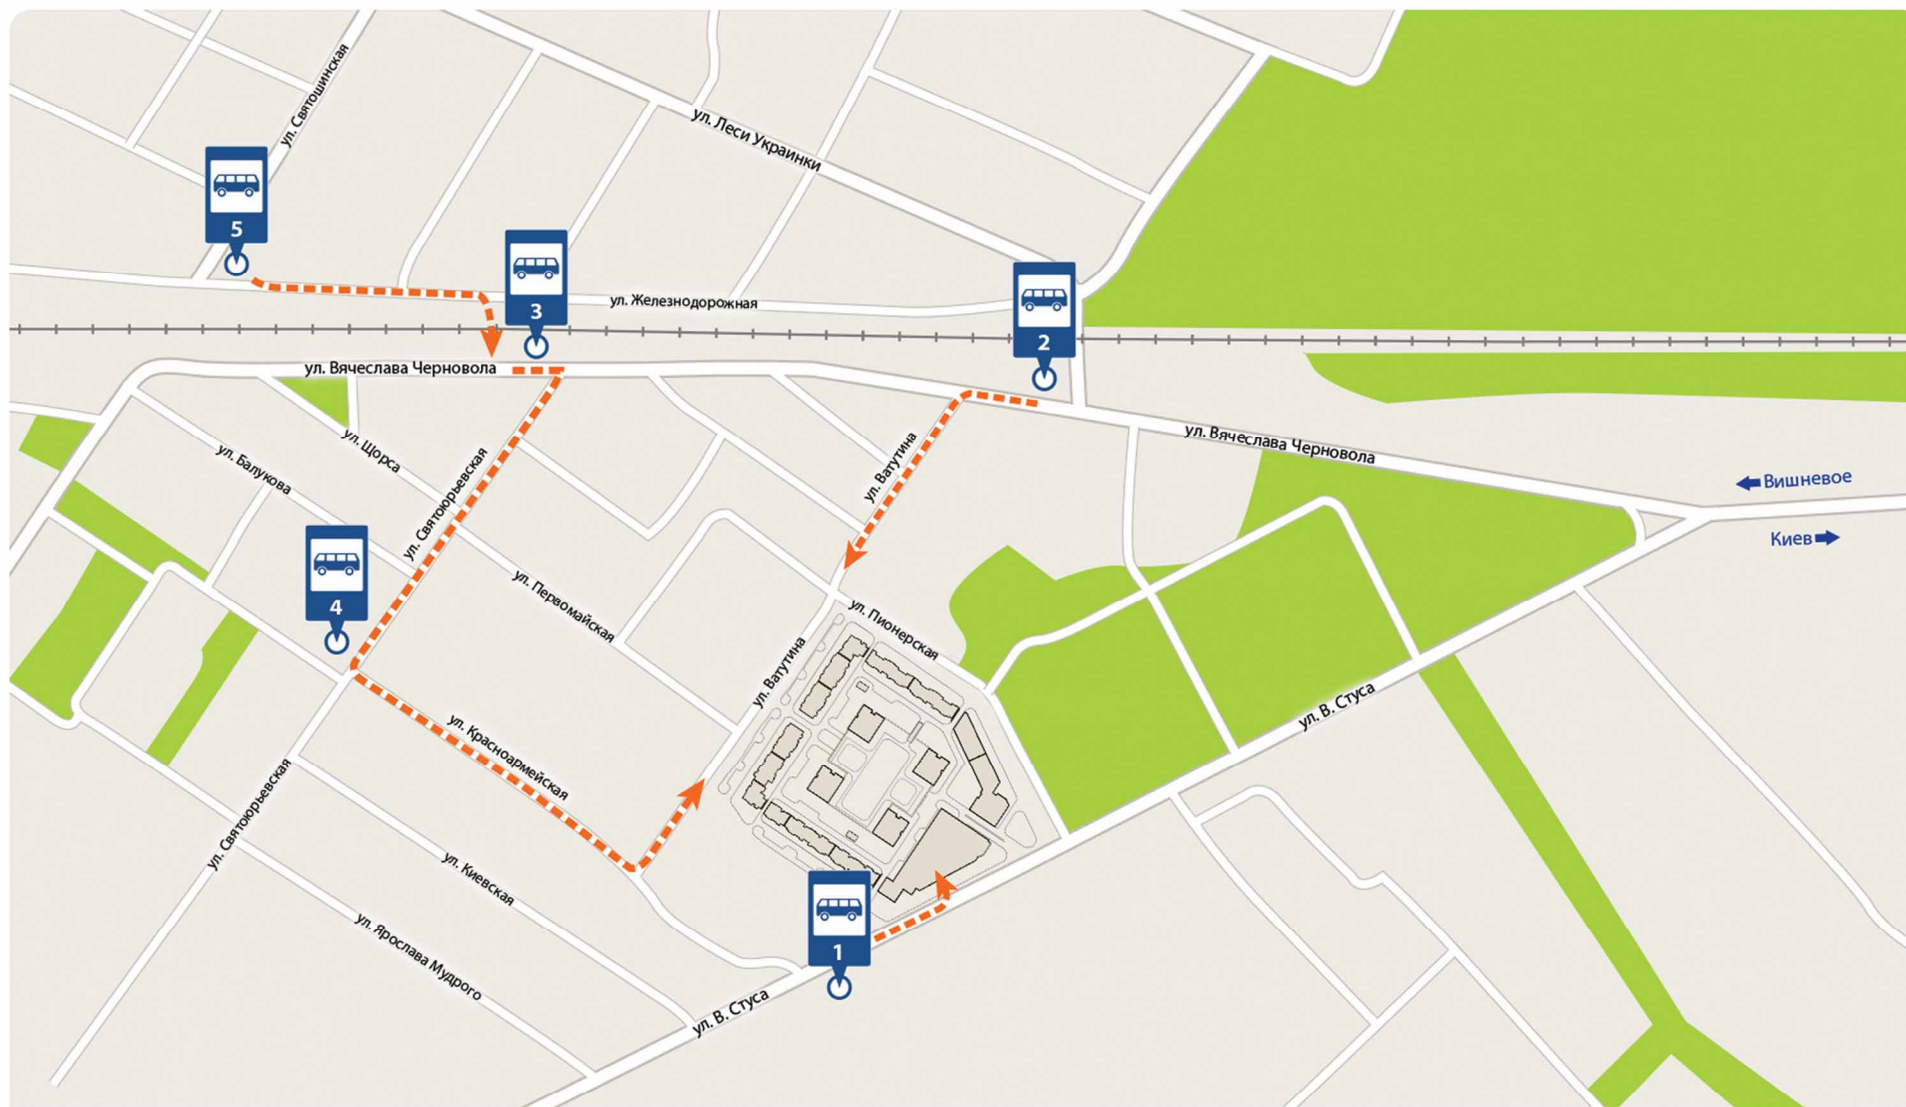 ул. Святошинская
ул. Леси Украинки
5
3
ул. Железнодорожная
2
ул. Вячеслава Черновола
ул. Вячеслава Черновола
ул. Щорса
ул. Балукова
ул. Святоюрьевская
ул. Ватутина
Вишневое
Киев
4
ул. Первомайская
ул. Пионерская
ул. Ватутина
ул. В. Стуса
ул. Красноармейская
ул. Святоюрьевская
ул. Киевская
ул. Ярослава Мудрого
1
ул. В. Стуса